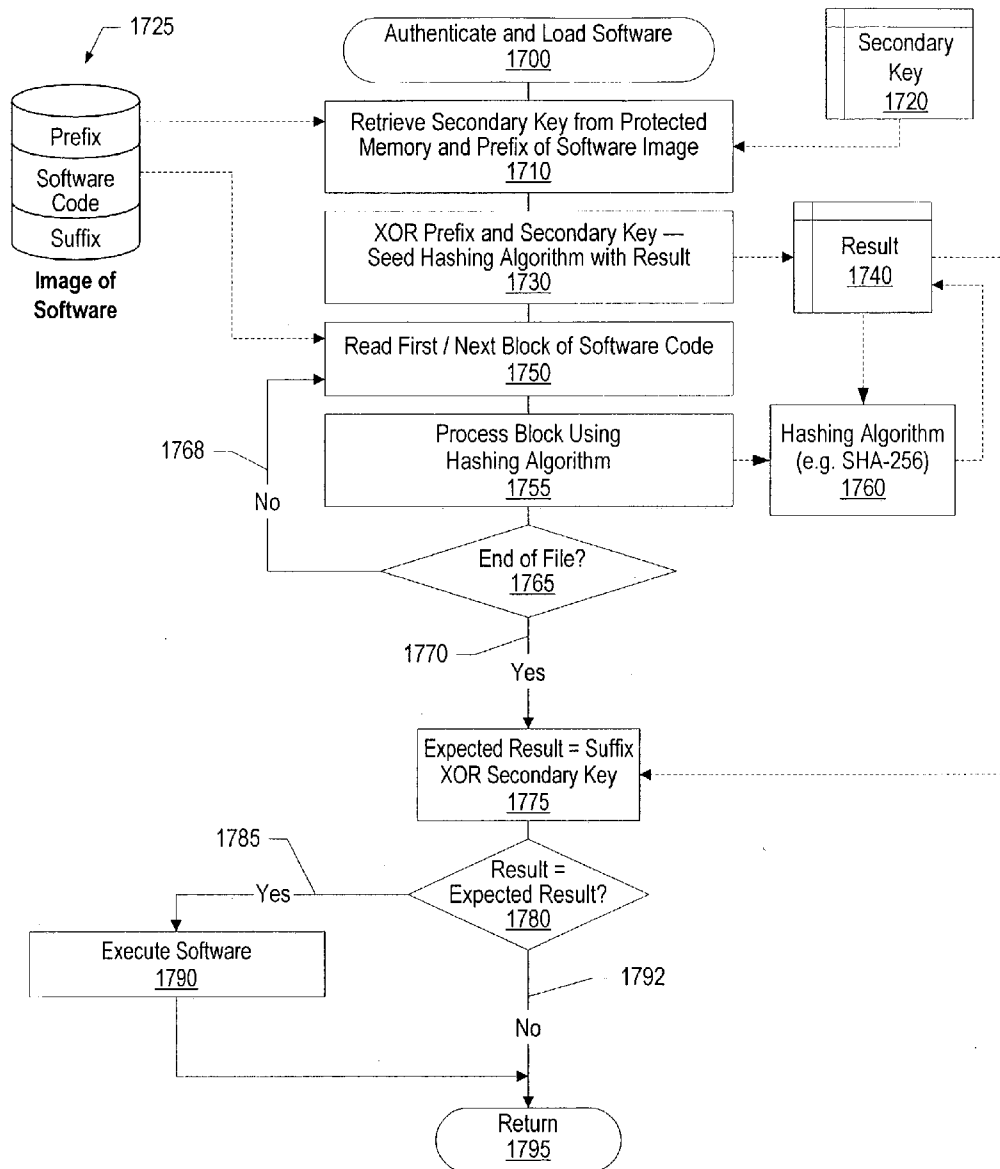 1725
Authenticate and Load Software
1700
Secondary
Key
1720
Prefix
Software
Code
Suffix
Image of
Software
Retrieve Secondary Key from Protected
Memory and Prefix of Software Image
1710
XOR Prefix and Secondary Key —
Seed Hashing Algorithm with Result
1730
Result
1740
Read First / Next Block of Software Code
1750
1768
No
Process Block Using
Hashing Algorithm
1755
Hashing Algorithm
(e.g. SHA-256)
1760
End of File?
1765
1770
Yes
Expected Result = Suffix
XOR Secondary Key
1775
1785
Yes
Result =
Expected Result?
1780
Execute Software
1790
1792
No
Return
1795